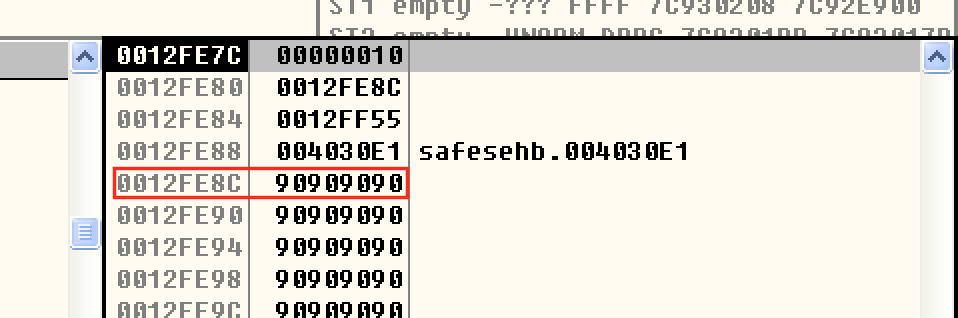 ST1 empty -??? FFFF 7C930208 7C92E900
0012FE7C 00000010
0012FE80 0012FE8C
0012FE84 0012FF55
0012FE88 004030E1 safesehb.004030E1
0012FE8C 90909090
0012FE90 90909090
0012FE94 90909090
0012FE98 90909090
0012FE9C 90909090